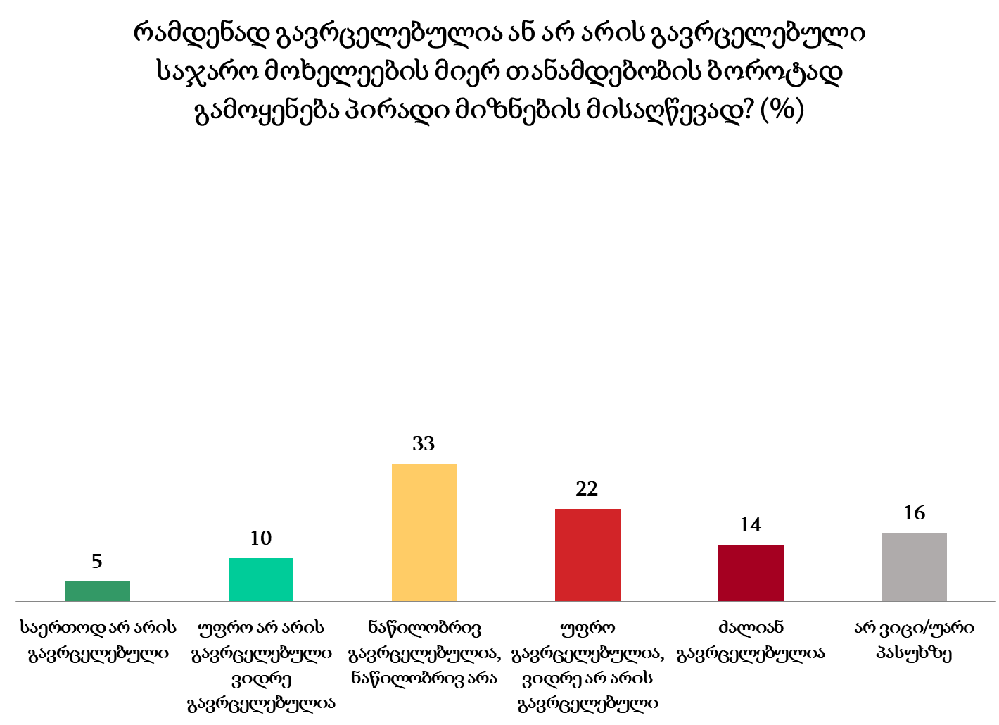 რამდენად გავრცელებულია ან არ არის გავრცელებული
საჯარო მოხელეების მიერ თანამდებობის ბოროტად
გამოყენება პირადი მიზნების მისაღწევად? (%)
5
10
33
22
14
16
საერთოდ არ არის
გავრცელებული
უფრო არ არის
გავრცელებული
ვიდრე
გავრცელებულია
ნაწილობრივ
გავრცელებულია,
ნაწილობრივ არა
უფრო
გავრცელებულია,
ვიდრე არ არის
გავრცელებული
ძალიან
გავრცელებულია
არ ვიცი/უარი
პასუხზე